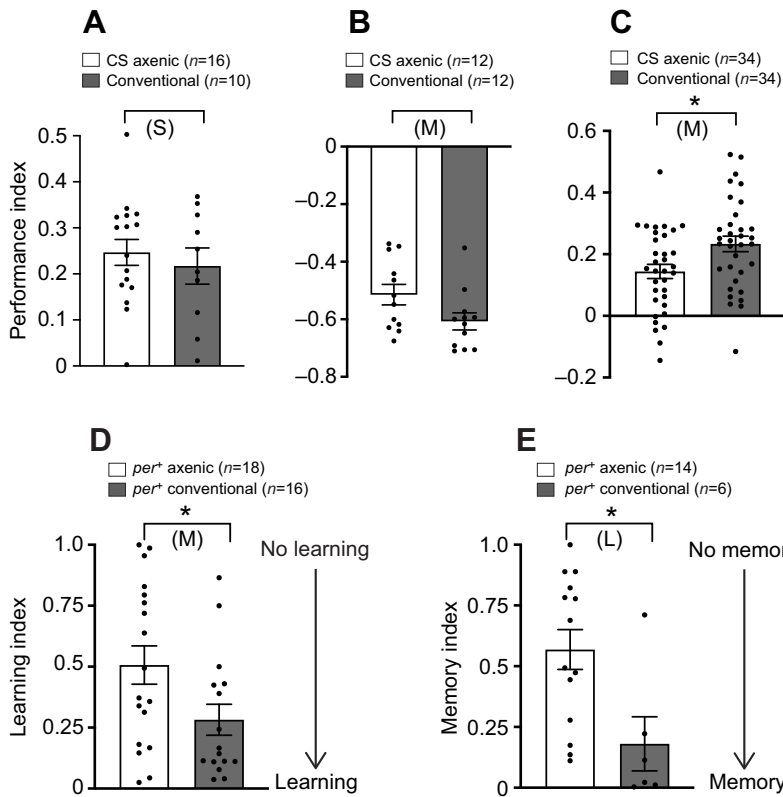 A
B
C
CS axenic (n=16)
Conventional (n=10)
CS axenic (n=12)
Conventional (n=12)
CS axenic (n=34)
Conventional (n=34)
(S)
(M)
*
(M)
Performance index
0.5
0.4
0.3
0.2
0.1
0
0
–0.2
–0.4
–0.6
–0.8
0.6
0.4
0.2
0
–0.2
D
E
per+ axenic (n=18)
per+ conventional (n=16)
per+ axenic (n=14)
per+ conventional (n=6)
*
(M)
*
(L)
Learning index
1.0
0.75
0.5
0.25
0
No learning
Learning
Memory index
1.0
0.75
0.5
0.25
0
No memor
Memory